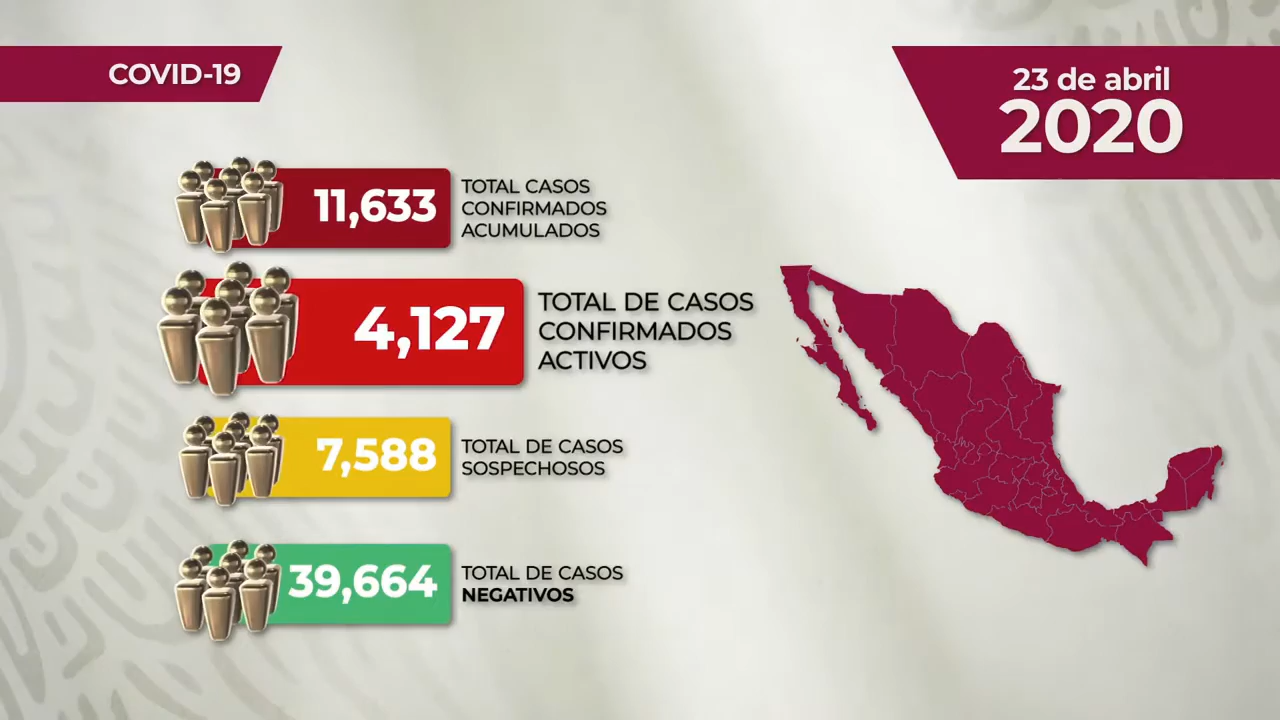 COVID-19
23 de abril
2020
11,633
TOTAL CASOS
CONFIRMADOS
ACUMULADOS
4,127
TOTAL DE CASOS
CONFIRMADOS
ACTIVOS
7,588
TOTAL DE CASOS
SOSPECHOSOS
39,664
TOTAL DE CASOS
NEGATIVOS